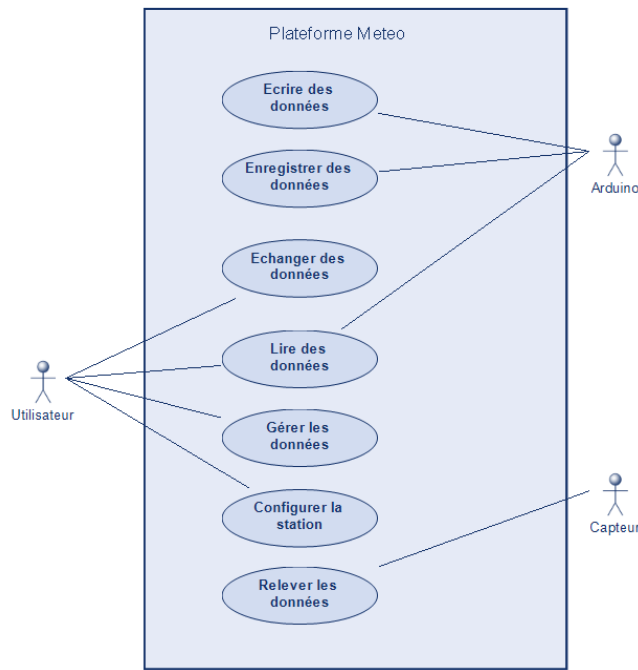 Plateforme Meteo
Ecrire des
données
Enregistrer des
données
Arduino
Echanger des
données
Lire des
données
Utilisateur
Gérer les
données
Configurer la
station
Capteur
Relever les
données